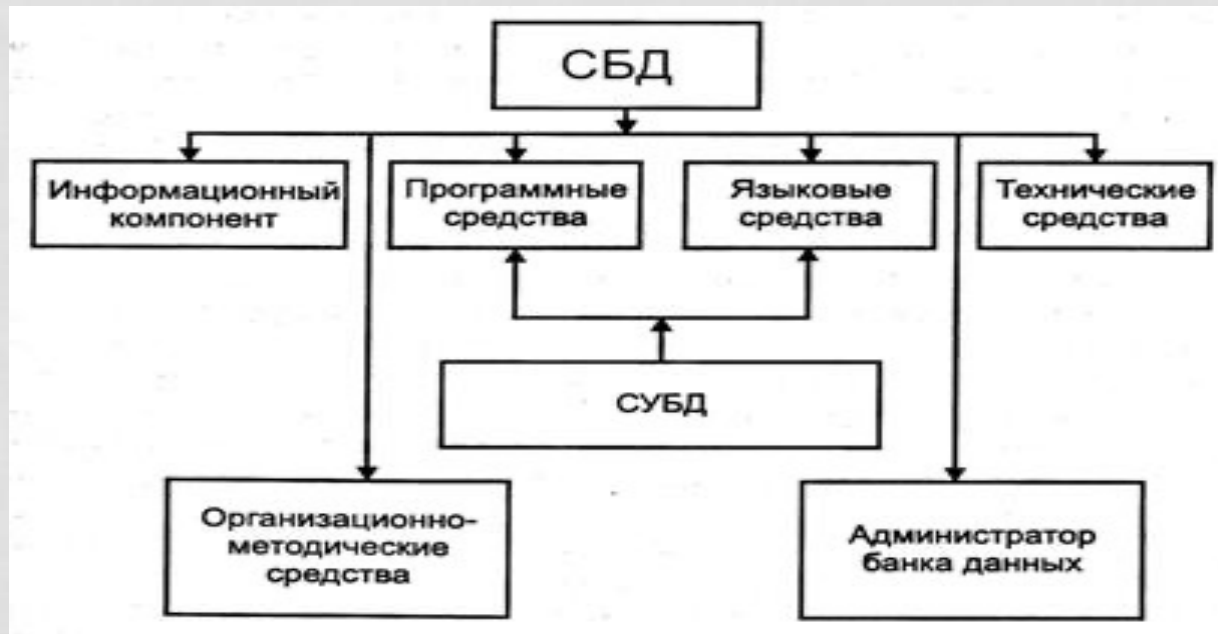 СБД
Информационный
компонент
Программные
средства
Языковые
средства
Технические
средства
СУБД
Организационно-
методические
средства
Администратор
банка данных